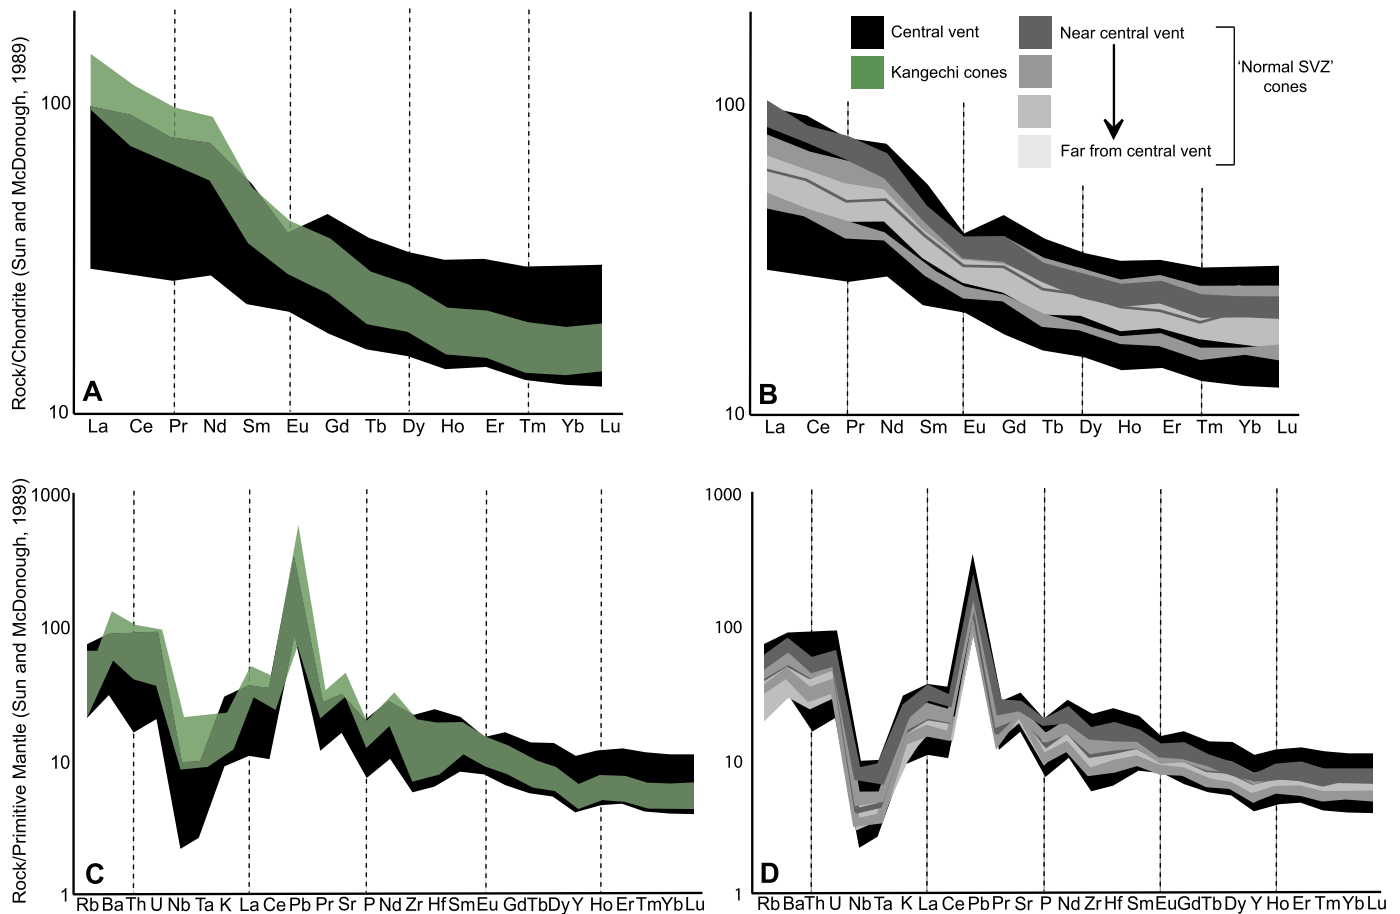 Rock/Chondrite (Sun and McDonough, 1989)
100
10
A
La Ce Pr Nd Sm Eu Gd Tb Dy Ho Er Tm Yb Lu
100
10
B
Central vent
Kangechi cones
Near central vent
Far from central vent
‘Normal SVZ’
cones
La Ce Pr Nd Sm Eu Gd Tb Dy Ho Er Tm Yb Lu
Rock/Primitive Mantle (Sun and McDonough, 1989)
1000
100
10
1
C
Rb Ba Th U Nb Ta K La Ce Pb Pr Sr P Nd Zr Hf Sm Eu Gd Tb Dy Y Ho Er Tm Yb Lu
1000
100
10
1
D
Rb Ba Th U Nb Ta K La Ce Pb Pr Sr P Nd Zr Hf Sm Eu Gd Tb Dy Y Ho Er Tm Yb Lu